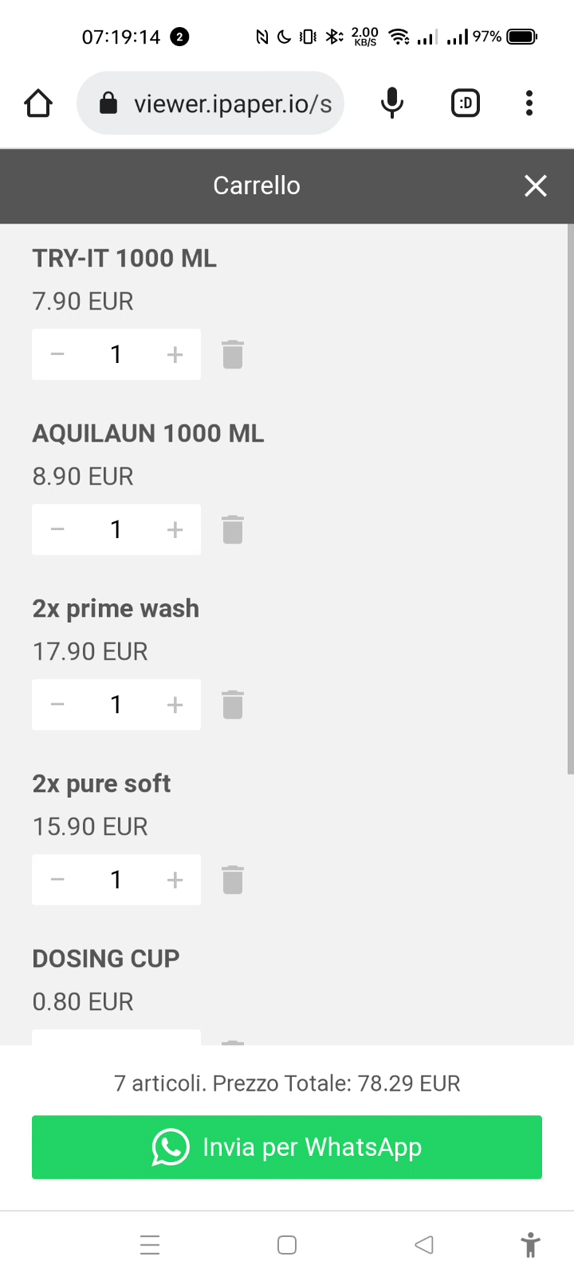 07:19:14 2 2.00 KB/S 97%
viewer.ipaper.io/s :D
Carrello
TRY-IT 1000 ML
7.90 EUR
− 1 +
AQUILAUN 1000 ML
8.90 EUR
− 1 +
2x prime wash
17.90 EUR
− 1 +
2x pure soft
15.90 EUR
− 1 +
DOSING CUP
0.80 EUR
7 articoli. Prezzo Totale: 78.29 EUR
Invia per WhatsApp